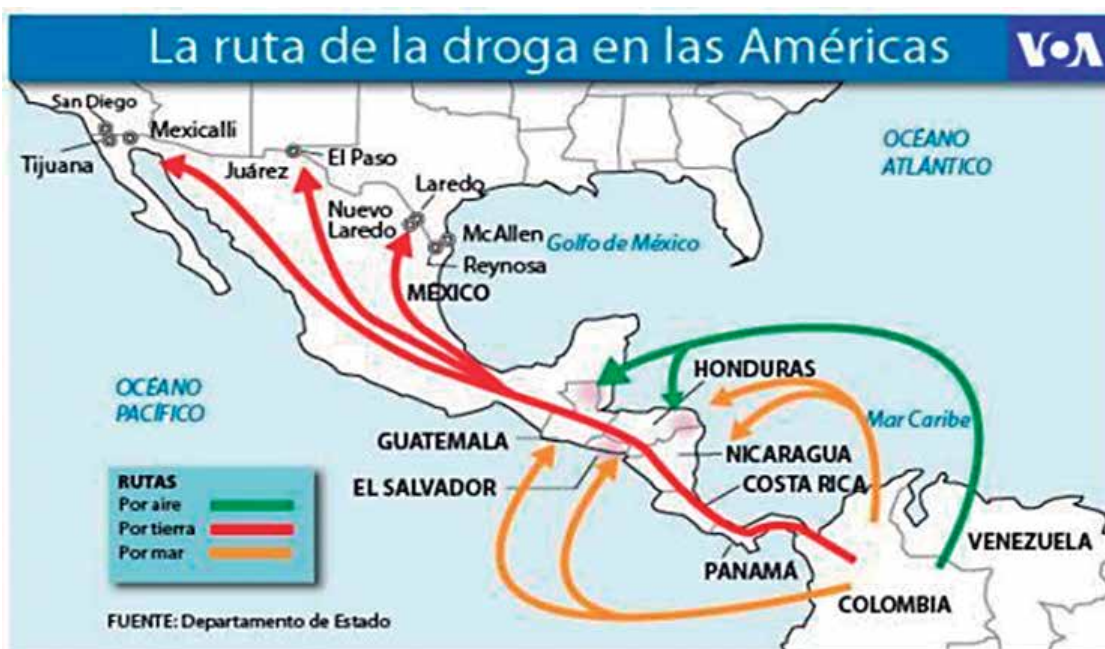 La ruta de la droga en las Américas
VOA
San Diego
Mexicalli
Tijuana
El Paso
Juárez
Laredo
Nuevo
Laredo
McAllen
Reynosa
Golfo de México
MÉXICO
OCÉANO
ATLÁNTICO
OCÉANO
PACÍFICO
HONDURAS
Mar Caribe
GUATEMALA
NICARAGUA
EL SALVADOR
COSTA RICA
VENEZUELA
PANAMÁ
COLOMBIA
RUTAS
Por aire
Por tierra
Por mar
FUENTE: Departamento de Estado